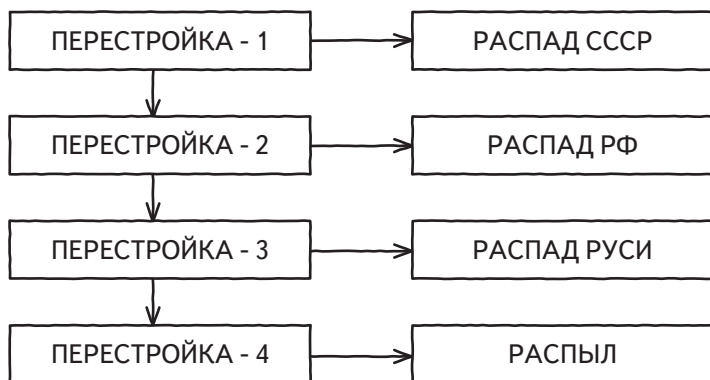 ПЕРЕСТРОЙКА - 1
РАСПАД СССР
ПЕРЕСТРОЙКА - 2
РАСПАД РФ
ПЕРЕСТРОЙКА - 3
РАСПАД РУСИ
ПЕРЕСТРОЙКА - 4
РАСПЫЛ